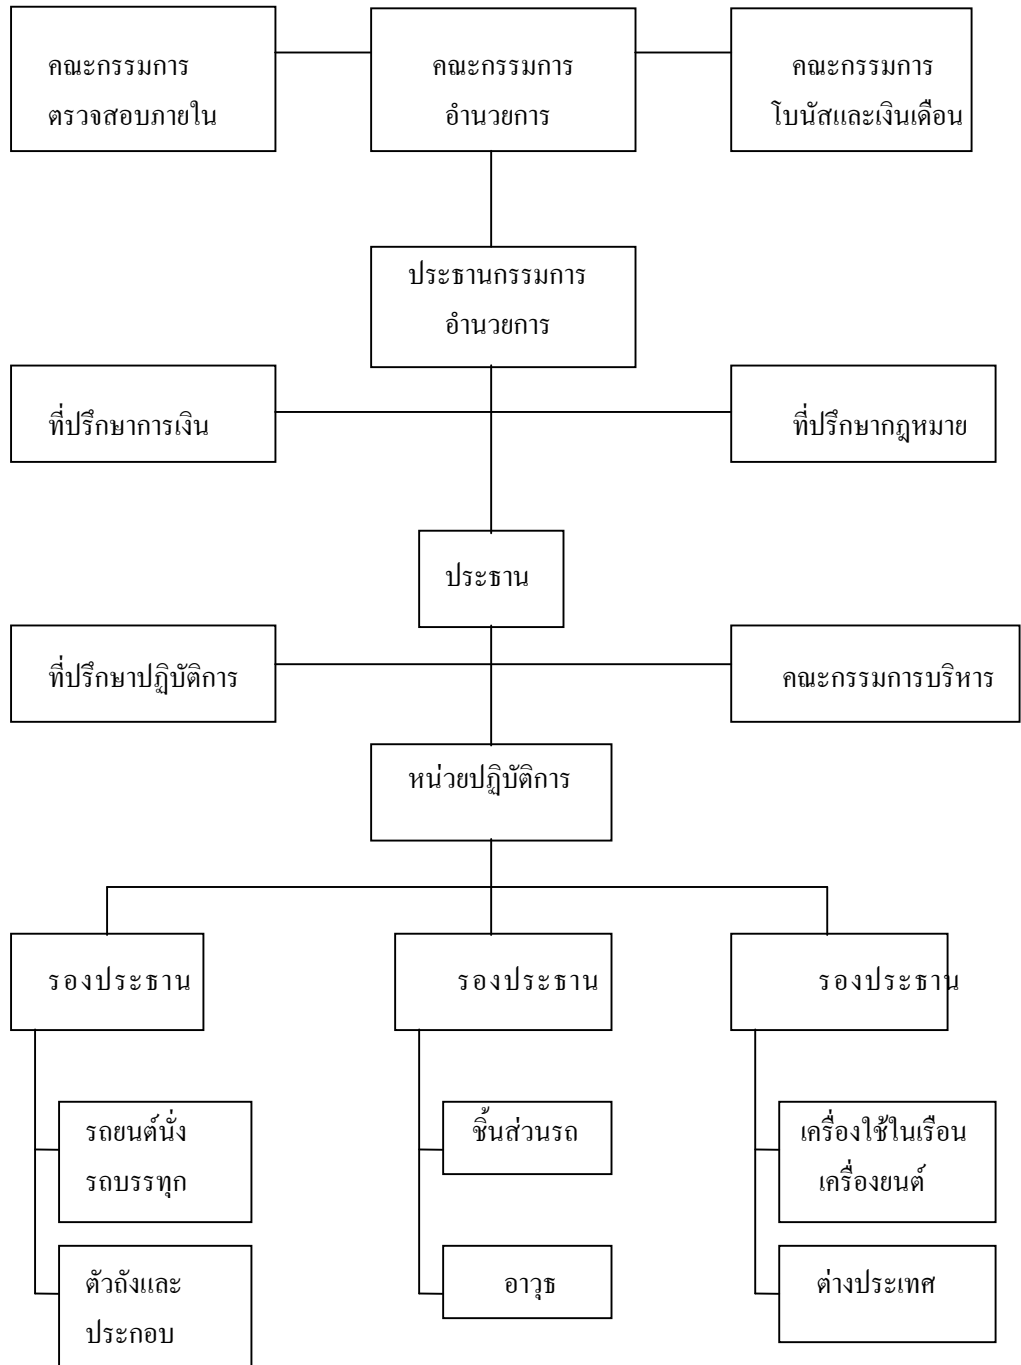 คณะกรรมการ
ตรวจสอบภายใน
คณะกรรมการ
อำนวยการ
คณะกรรมการ
โบนัสและเงินเดือน
ประธานกรรมการ
อำนวยการ
ที่ปรึกษาการเงิน
ที่ปรึกษากฎหมาย
ประธาน
ที่ปรึกษาปฏิบัติการ
คณะกรรมการบริหาร
หน่วยปฏิบัติการ
รองประธาน
รองประธาน
รองประธาน
รถยนต์นั่ง
รถบรรทุก
ชิ้นส่วนรถ
เครื่องใช้ในเรือน
เครื่องยนต์
ตัวถังและ
ประกอบ
อาวุธ
ต่างประเทศ